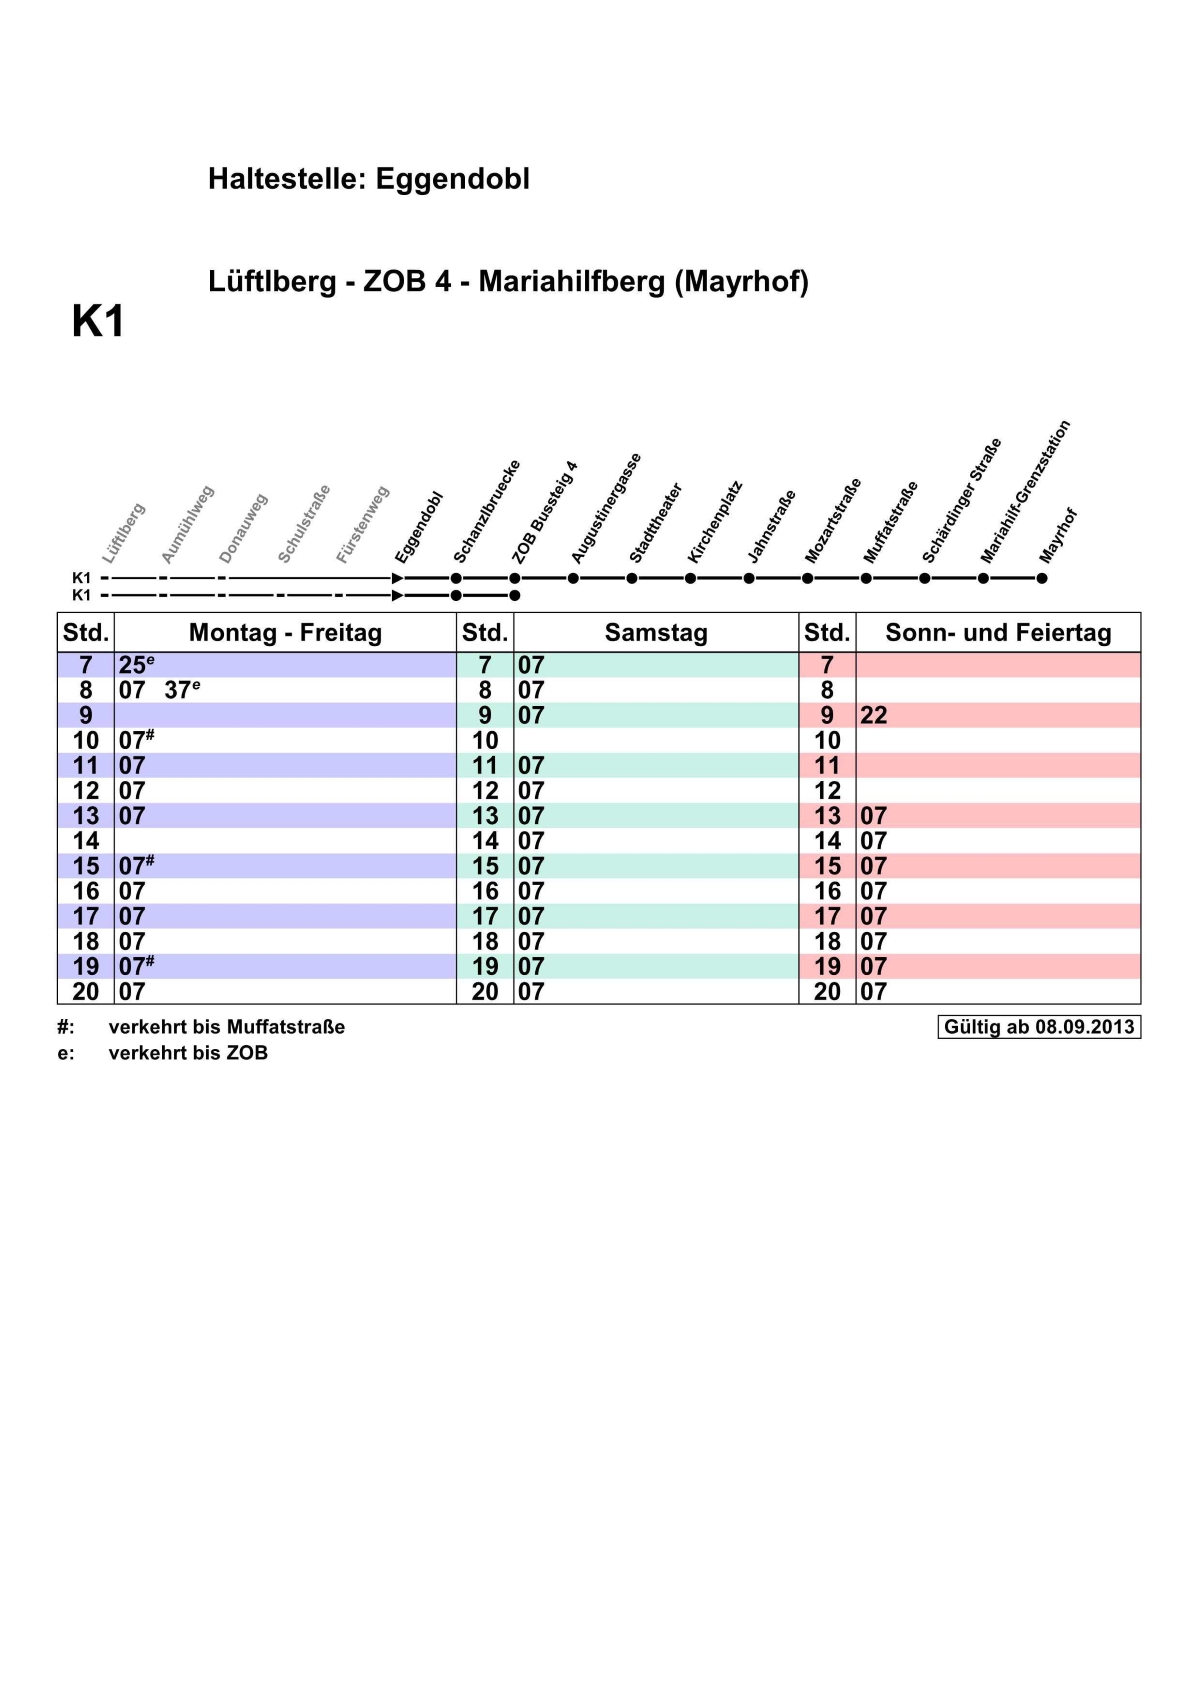 Haltestelle: Eggendobl
Lüftlberg - ZOB 4 - Mariahilfberg (Mayrhof)
K1
Lüftlberg
Aumühlweg
Donauweg
Schulstraße
Fürstenweg
Eggendobl
Schanzlbruecke
ZOB Bussteig 4
Augustinergasse
Stadttheater
Kirchenplatz
Jahnstraße
Mozartstraße
Muffatstraße
Schärdinger Straße
Mariahilf-Grenzstation
Mayrhof
K1
K1
Std. Montag - Freitag Std. Samstag Std. Sonn- und Feiertag
7 25e 7 07 7
8 07 37e 8 07 8
9 9 07 9 22
10 07# 10 10
11 07 11 07 11
12 07 12 07 12
13 07 13 07 13 07
14 14 07 14 07
15 07# 15 07 15 07
16 07 16 07 16 07
17 07 17 07 17 07
18 07 18 07 18 07
19 07# 19 07 19 07
20 07 20 07 20 07
#: verkehrt bis Muffatstraße Gültig ab 08.09.2013
e: verkehrt bis ZOB